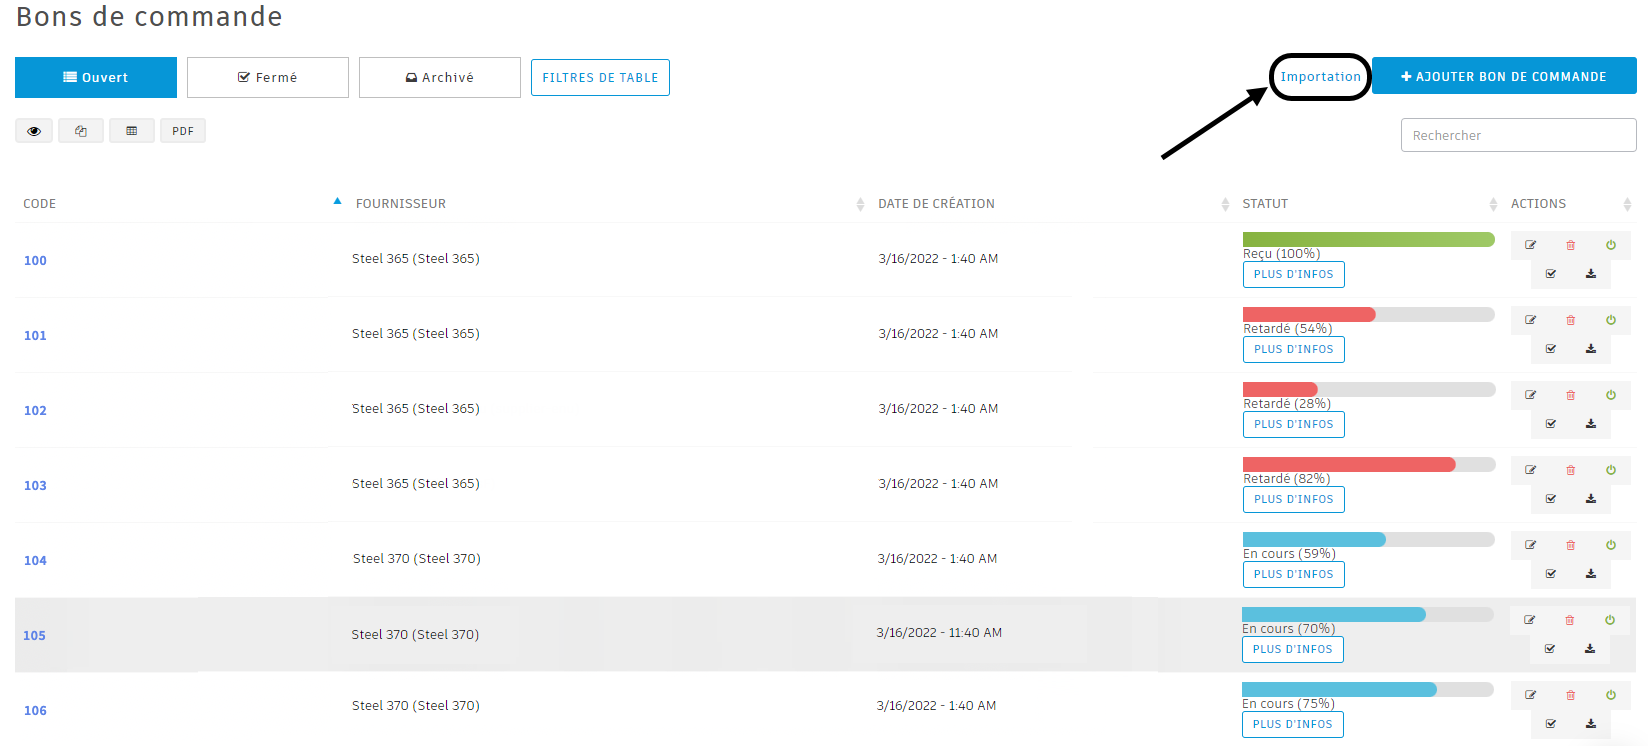 Bons de commande
Ouvert Fermé Archivé FILTRES DE TABLE Importation AJOUTER BON DE COMMANDE
PDF Rechercher
CODE FOURNISSEUR DATE DE CRÉATION STATUT ACTIONS
100 Steel 365 (Steel 365) 3/16/2022 - 1:40 AM Reçu (100%)
PLUS D'INFOS
101 Steel 365 (Steel 365) 3/16/2022 - 1:40 AM Retardé (54%)
PLUS D'INFOS
102 Steel 365 (Steel 365) 3/16/2022 - 1:40 AM Retardé (28%)
PLUS D'INFOS
103 Steel 365 (Steel 365) 3/16/2022 - 1:40 AM Retardé (82%)
PLUS D'INFOS
104 Steel 370 (Steel 370) 3/16/2022 - 1:40 AM En cours (59%)
PLUS D'INFOS
105 Steel 370 (Steel 370) 3/16/2022 - 11:40 AM En cours (70%)
PLUS D'INFOS
106 Steel 370 (Steel 370) 3/16/2022 - 1:40 AM En cours (75%)
PLUS D'INFOS